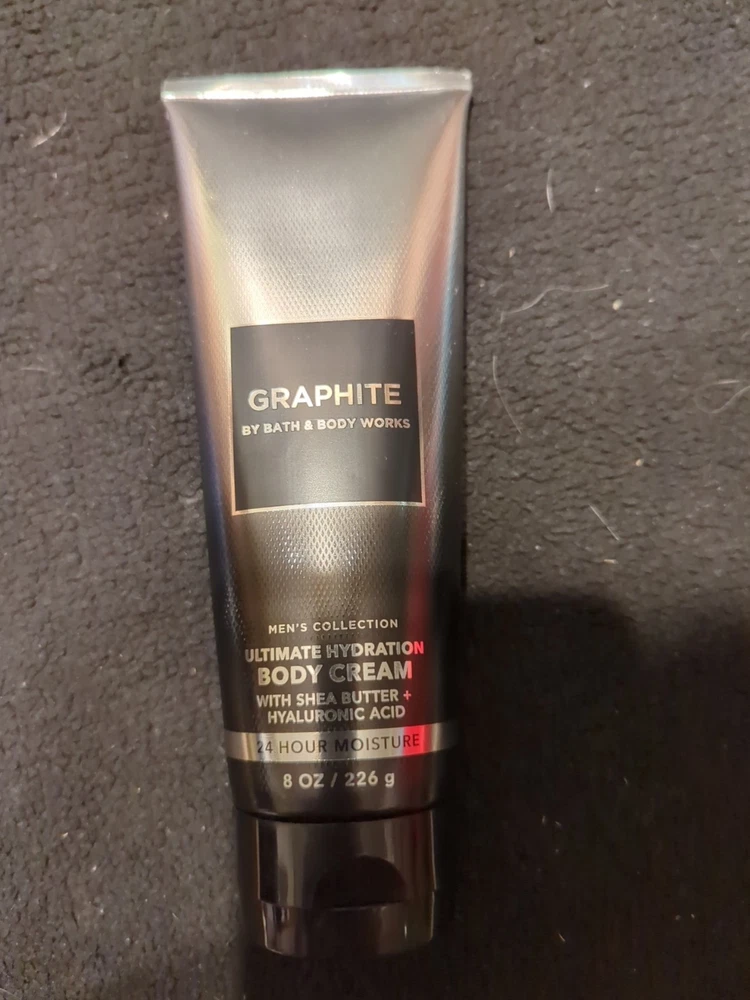 GRAPHITE
BY BATH & BODY WORKS
MEN'S COLLECTION
ULTIMATE HYDRATION
BODY CREAM
WITH SHEA BUTTER +
HYALURONIC ACID
24 HOUR MOISTURE
8 OZ / 226 g